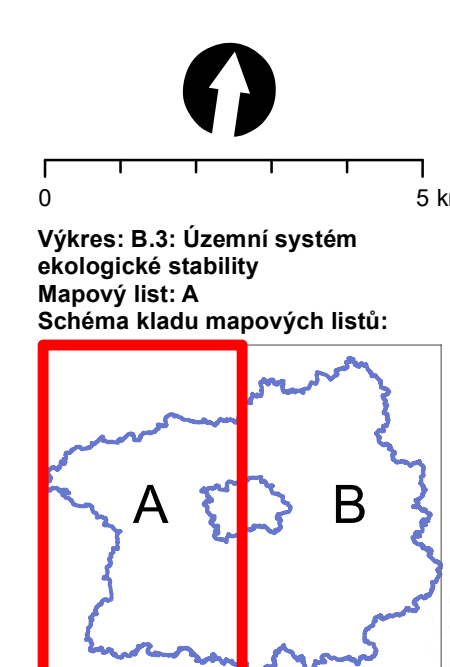 0 5 km
Výkres: B.3: Územní systém
ekologické stability
Mapový list: A
Schéma kladu mapových listů:
A B